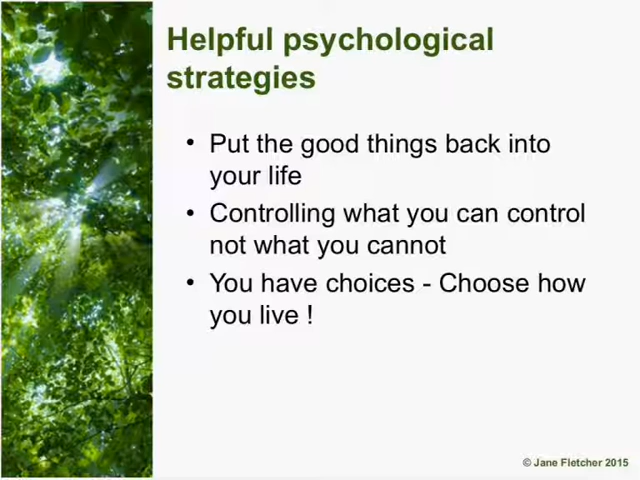 Helpful psychological
strategies
• Put the good things back into
your life
• Controlling what you can control
not what you cannot
• You have choices - Choose how
you live !
© Jane Fletcher 2015